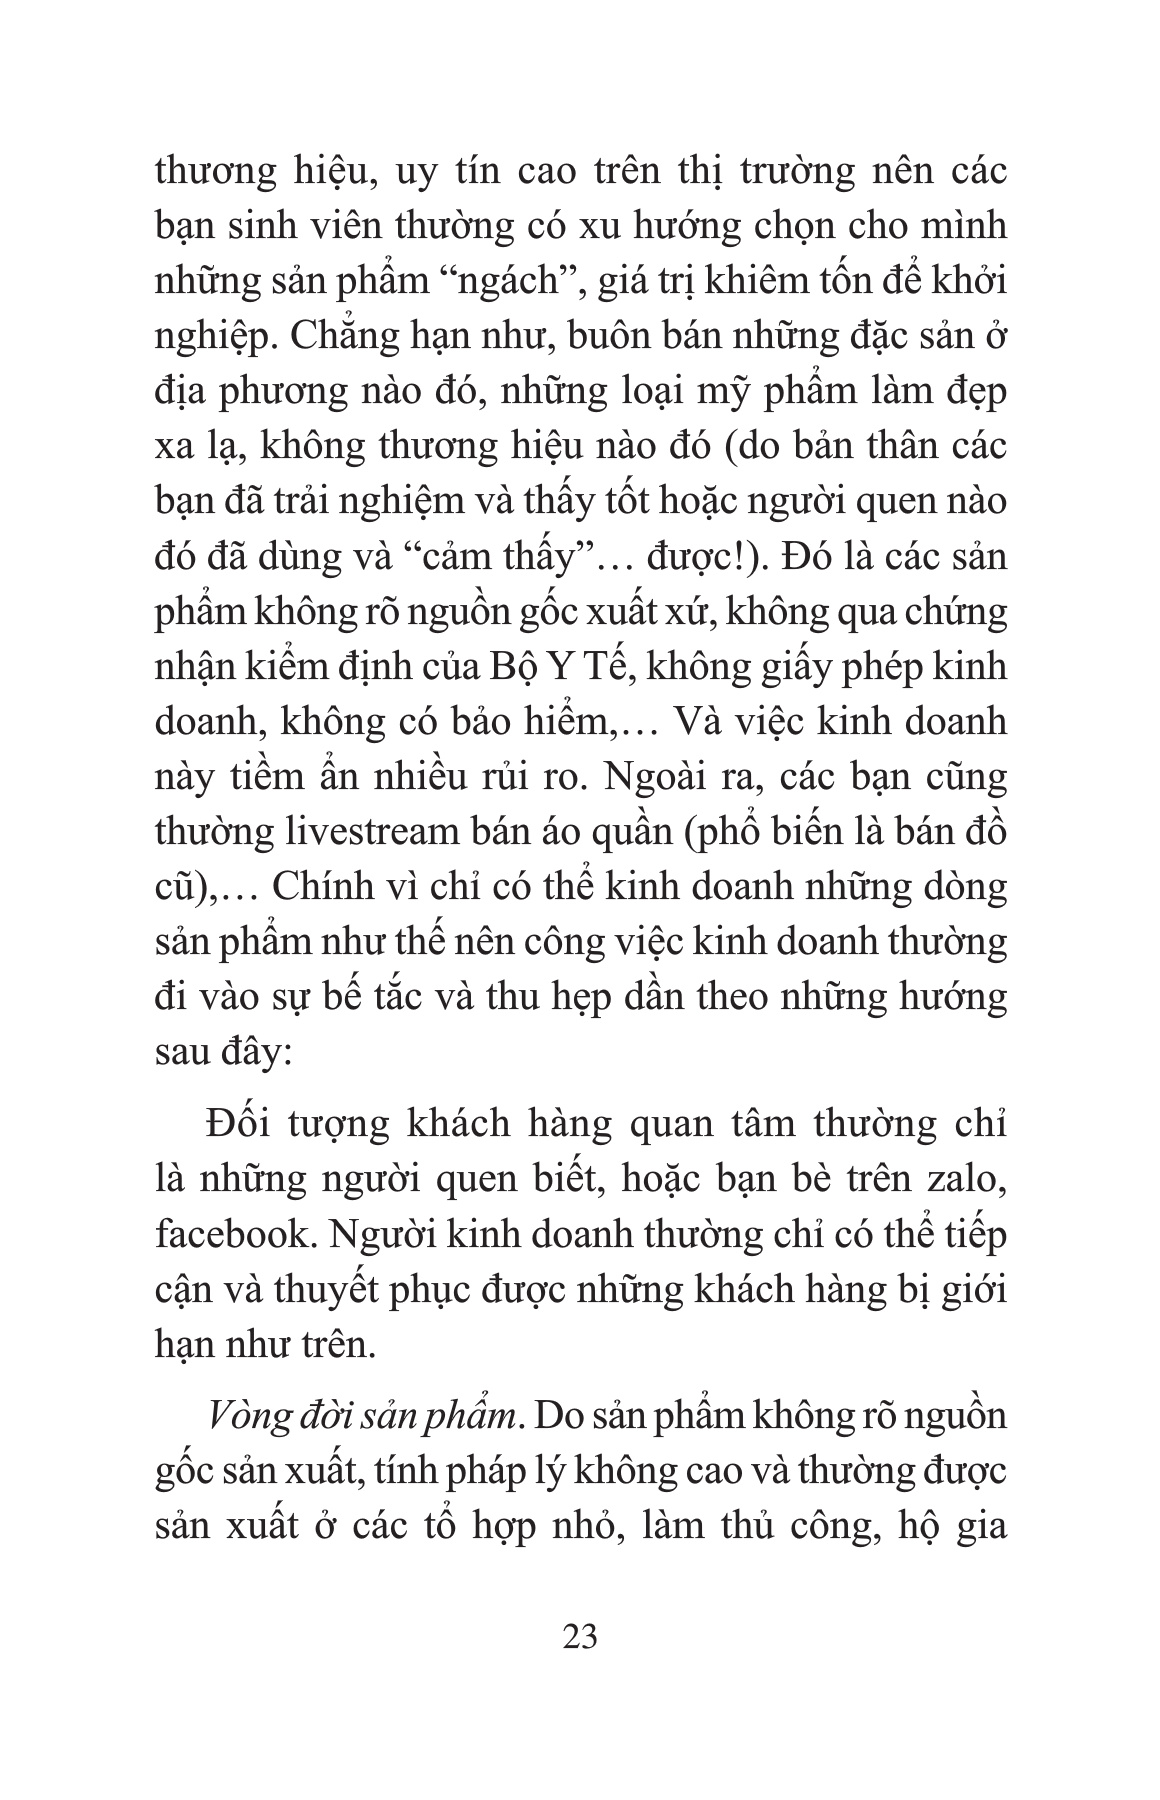 thương hiệu, uy tín cao trên thị trường nên các
bạn sinh viên thường có xu hướng chọn cho mình
những sản phẩm “ngách”, giá trị khiêm tốn để khởi
nghiệp. Chẳng hạn như, buôn bán những đặc sản ở
địa phương nào đó, những loại mỹ phẩm làm đẹp
xa lạ, không thương hiệu nào đó (do bản thân các
bạn đã trải nghiệm và thấy tốt hoặc người quen nào
đó đã dùng và “cảm thấy”… được!). Đó là các sản
phẩm không rõ nguồn gốc xuất xứ, không qua chứng
nhận kiểm định của Bộ Y Tế, không giấy phép kinh
doanh, không có bảo hiểm,… Và việc kinh doanh
này tiềm ẩn nhiều rủi ro. Ngoài ra, các bạn cũng
thường livestream bán áo quần (phổ biến là bán đồ
cũ),… Chính vì chỉ có thể kinh doanh những dòng
sản phẩm như thế nên công việc kinh doanh thường
đi vào sự bế tắc và thu hẹp dần theo những hướng
sau đây:
Đối tượng khách hàng quan tâm thường chỉ
là những người quen biết, hoặc bạn bè trên zalo,
facebook. Người kinh doanh thường chỉ có thể tiếp
cận và thuyết phục được những khách hàng bị giới
hạn như trên.
Vòng đời sản phẩm. Do sản phẩm không rõ nguồn
gốc sản xuất, tính pháp lý không cao và thường được
sản xuất ở các tổ hợp nhỏ, làm thủ công, hộ gia
23